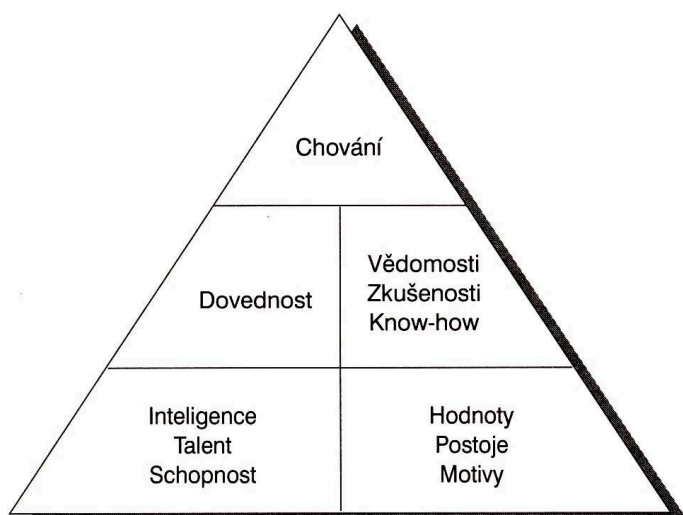 Chování
Dovednost
Vědomosti
Zkušenosti
Know-how
Inteligence
Talent
Schopnost
Hodnoty
Postoje
Motivy